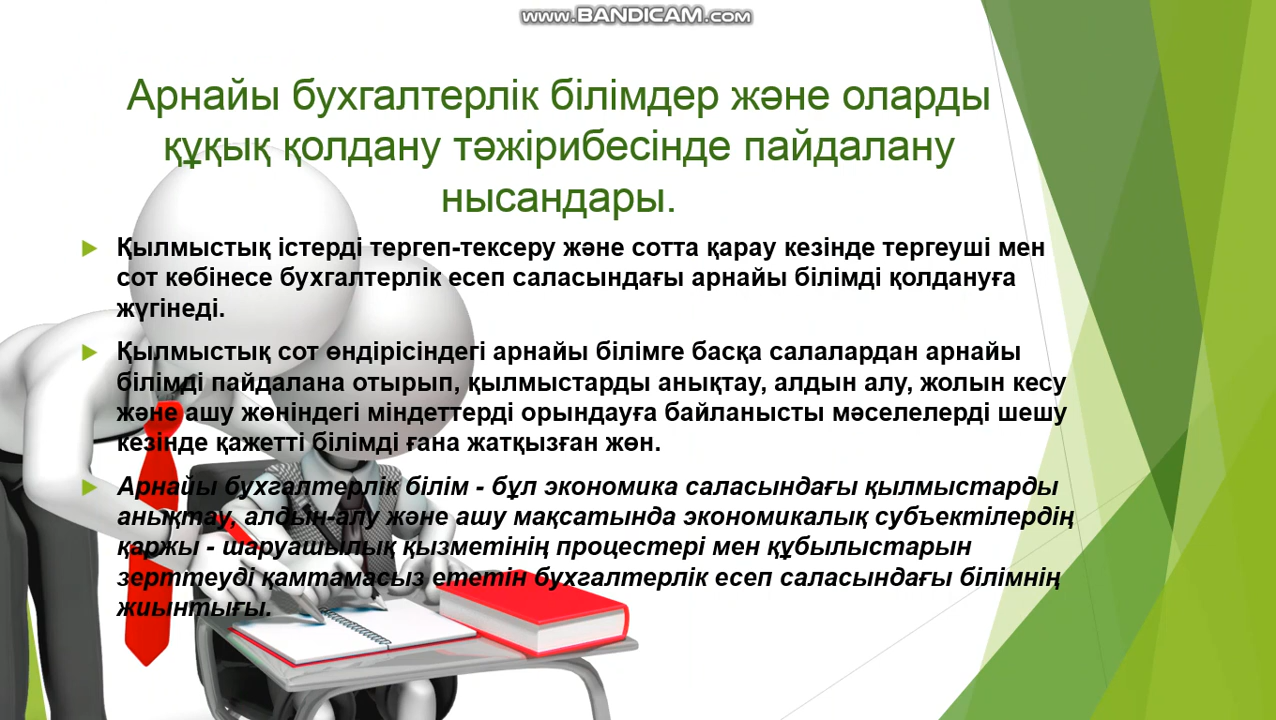 www.BANDICAM.com
Арнайы бухгалтерлік білімдер және оларды
құқық қолдану тәжірибесінде пайдалану
нысандары.
Қылмыстық істерді тергеп-тексеру және сотта қарау кезінде тергеуші мен
сот көбінесе бухгалтерлік есеп саласындағы арнайы білімді қолдануға
жүгінеді.
Қылмыстық сот өндірісіндегі арнайы білімге басқа салалардан арнайы
білімді пайдалана отырып, қылмыстарды анықтау, алдын алу, жолын кесу
және ашу жөніндегі міндеттерді орындауға байланысты мәселелерді шешу
кезінде қажетті білімді ғана жатқызған жөн.
Арнайы бухгалтерлік білім - бұл экономика саласындағы қылмыстарды
анықтау, алдын-алу және ашу мақсатында экономикалық субъектілердің
қаржы - шаруашылық қызметінің процестері мен құбылыстарын
зерттеуді қамтамасыз ететін бухгалтерлік есеп саласындағы білімнің
жиынтығы.